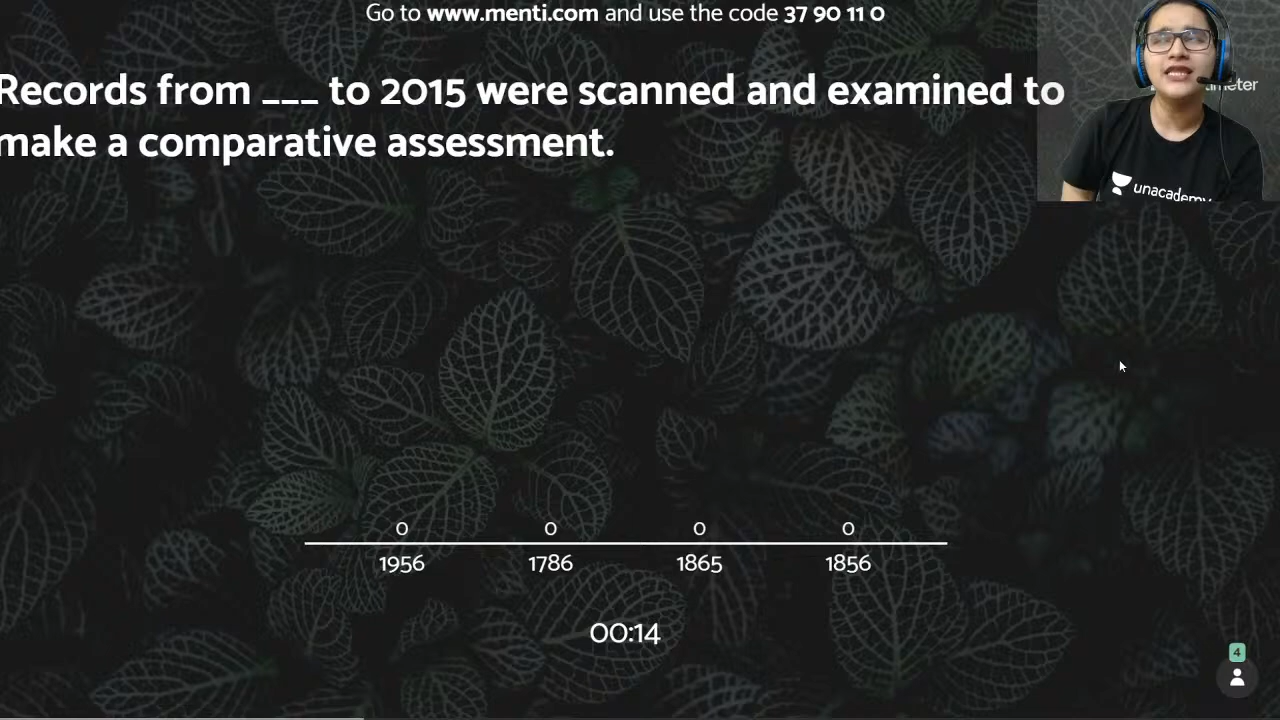 Go to www.menti.com and use the code 37 90 11 0
Records from ___ to 2015 were scanned and examined to
make a comparative assessment.
unacademy
0 0 0 0
1956 1786 1865 1856
00:14
4